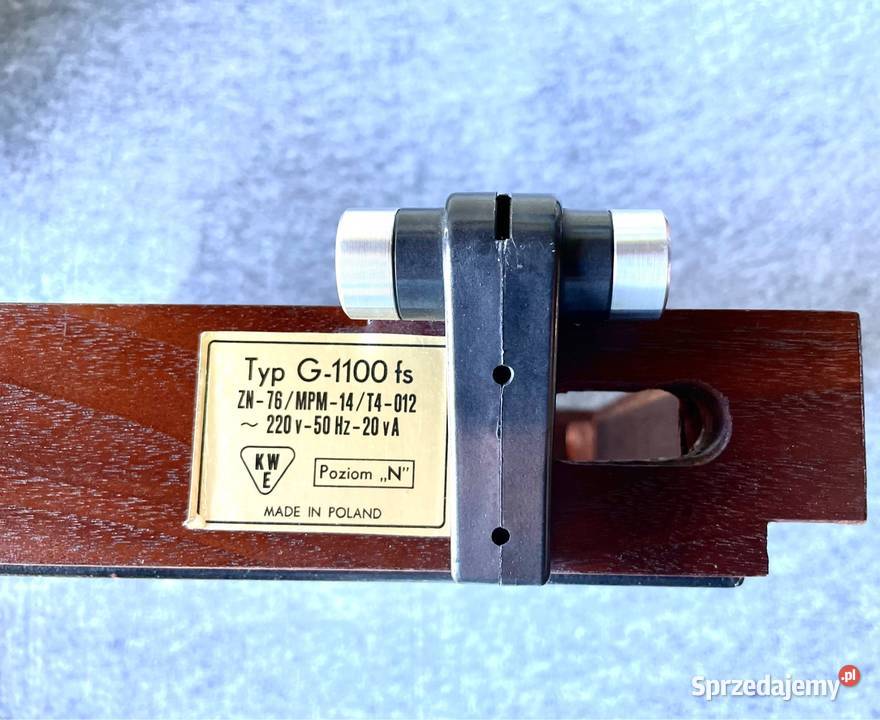 Typ G-1100 fs
ZN-76/MPM-14/T4-012
~ 220 v-50 Hz-20 vA
KW
E
Poziom „N”
MADE IN POLAND
Sprzedajemy.pl